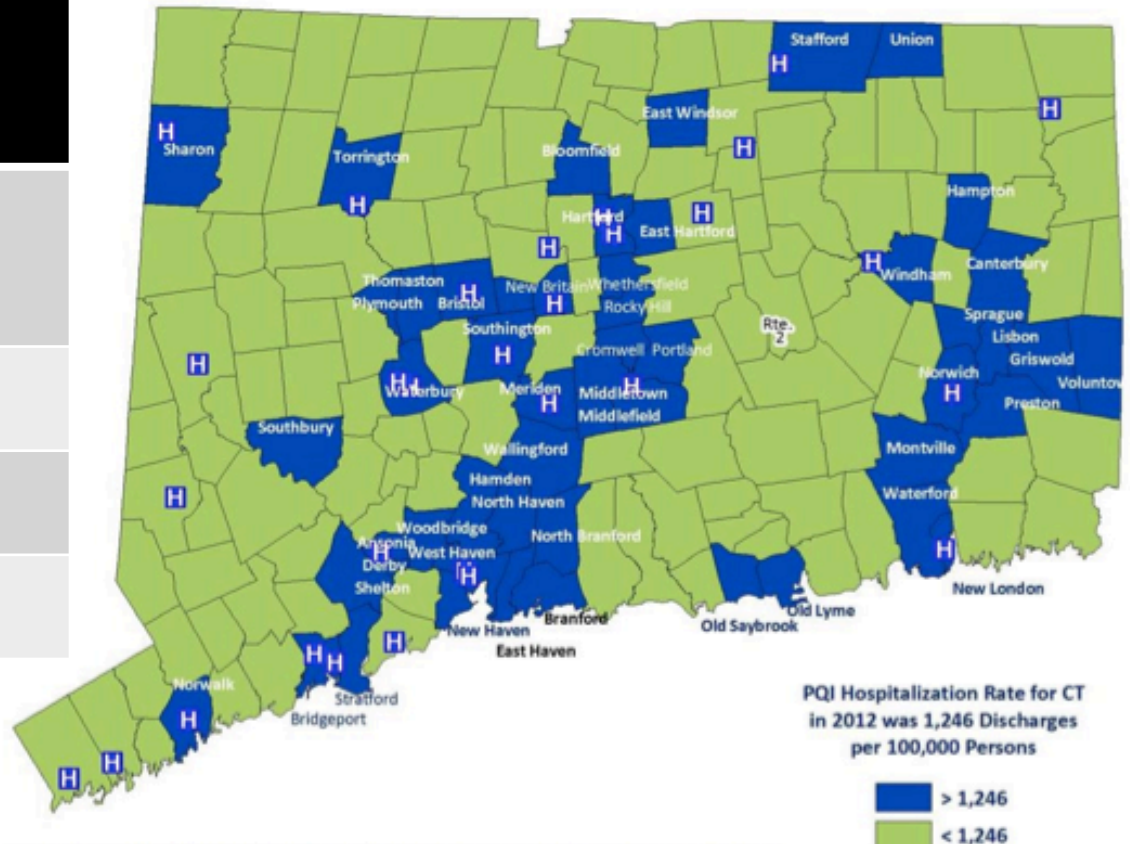 Stafford
Union
East Windsor
H
H
H
Sharon
Torrington
Bloomfield
H
H
Hampton
H
Hartford
H
H
H
East Hartford
H
H
Windham
Canterbury
Thomaston
New Britain
Whethersfield
Plymouth
Bristol
H
H
Rocky Hill
Sprague
Southington
Rte.
2
Lisbon
H
H
Cromwell
Portland
Griswold
H
Waterbury
Meriden
H
H
Middletown
Norwich
H
Voluntow
Preston
Middlefield
Southbury
Wallingford
Montville
Hamden
H
North Haven
Waterford
Woodbridge
North Branford
Ansonia
H
West Haven
H
Derby
H
Shelton
New London
Old Lyme
Branford
Old Saybrook
New Haven
H
East Haven
H
H
Norwalk
Stratford
Bridgeport
H
H
H
PQI Hospitalization Rate for CT
in 2012 was 1,246 Discharges
per 100,000 Persons
> 1,246
< 1,246